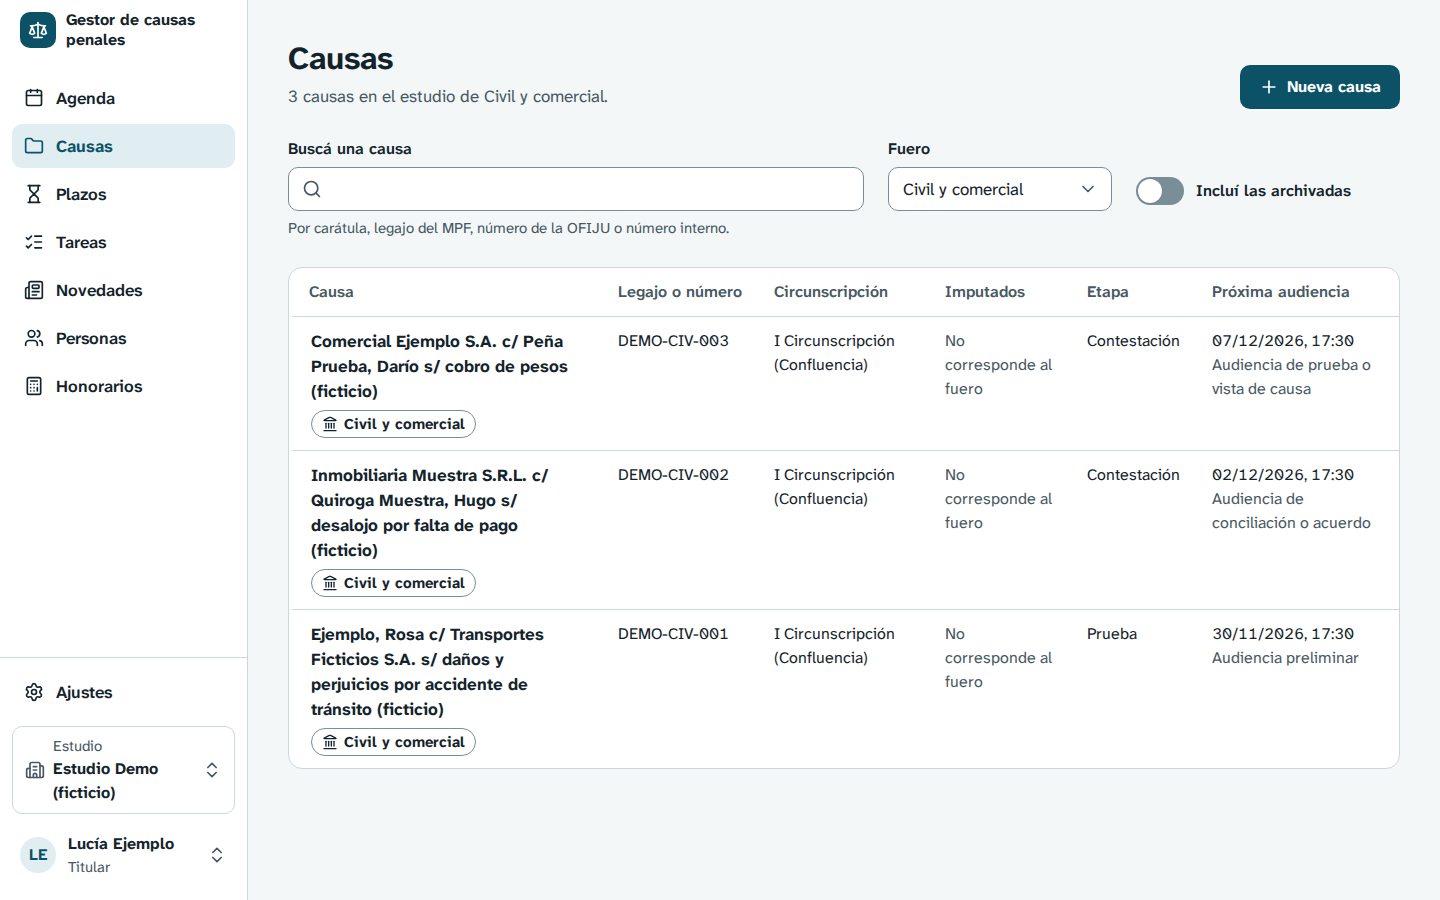 Gestor de causas
penales
Agenda
Causas
Plazos
Tareas
Novedades
Personas
Honorarios
Ajustes
Estudio
Estudio Demo
(ficticio)
LE
Lucía Ejemplo
Titular
Causas
3 causas en el estudio de Civil y comercial.
Nueva causa
Buscá una causa
Por carátula, legajo del MPF, número de la OFIJU o número interno.
Fuero
Civil y comercial
Incluí las archivadas
Causa Legajo o número Circunscripción Imputados Etapa Próxima audiencia
Comercial Ejemplo S.A. c/ Peña
Prueba, Darío s/ cobro de pesos
(ficticio)
Civil y comercial
DEMO-CIV-003
I Circunscripción
(Confluencia)
No
corresponde al
fuero
Contestación
07/12/2026, 17:30
Audiencia de prueba o
vista de causa
Inmobiliaria Muestra S.R.L. c/
Quiroga Muestra, Hugo s/
desalojo por falta de pago
(ficticio)
Civil y comercial
DEMO-CIV-002
I Circunscripción
(Confluencia)
No
corresponde al
fuero
Contestación
02/12/2026, 17:30
Audiencia de
conciliación o acuerdo
Ejemplo, Rosa c/ Transportes
Ficticios S.A. s/ daños y
perjuicios por accidente de
tránsito (ficticio)
Civil y comercial
DEMO-CIV-001
I Circunscripción
(Confluencia)
No
corresponde al
fuero
Prueba
30/11/2026, 17:30
Audiencia preliminar